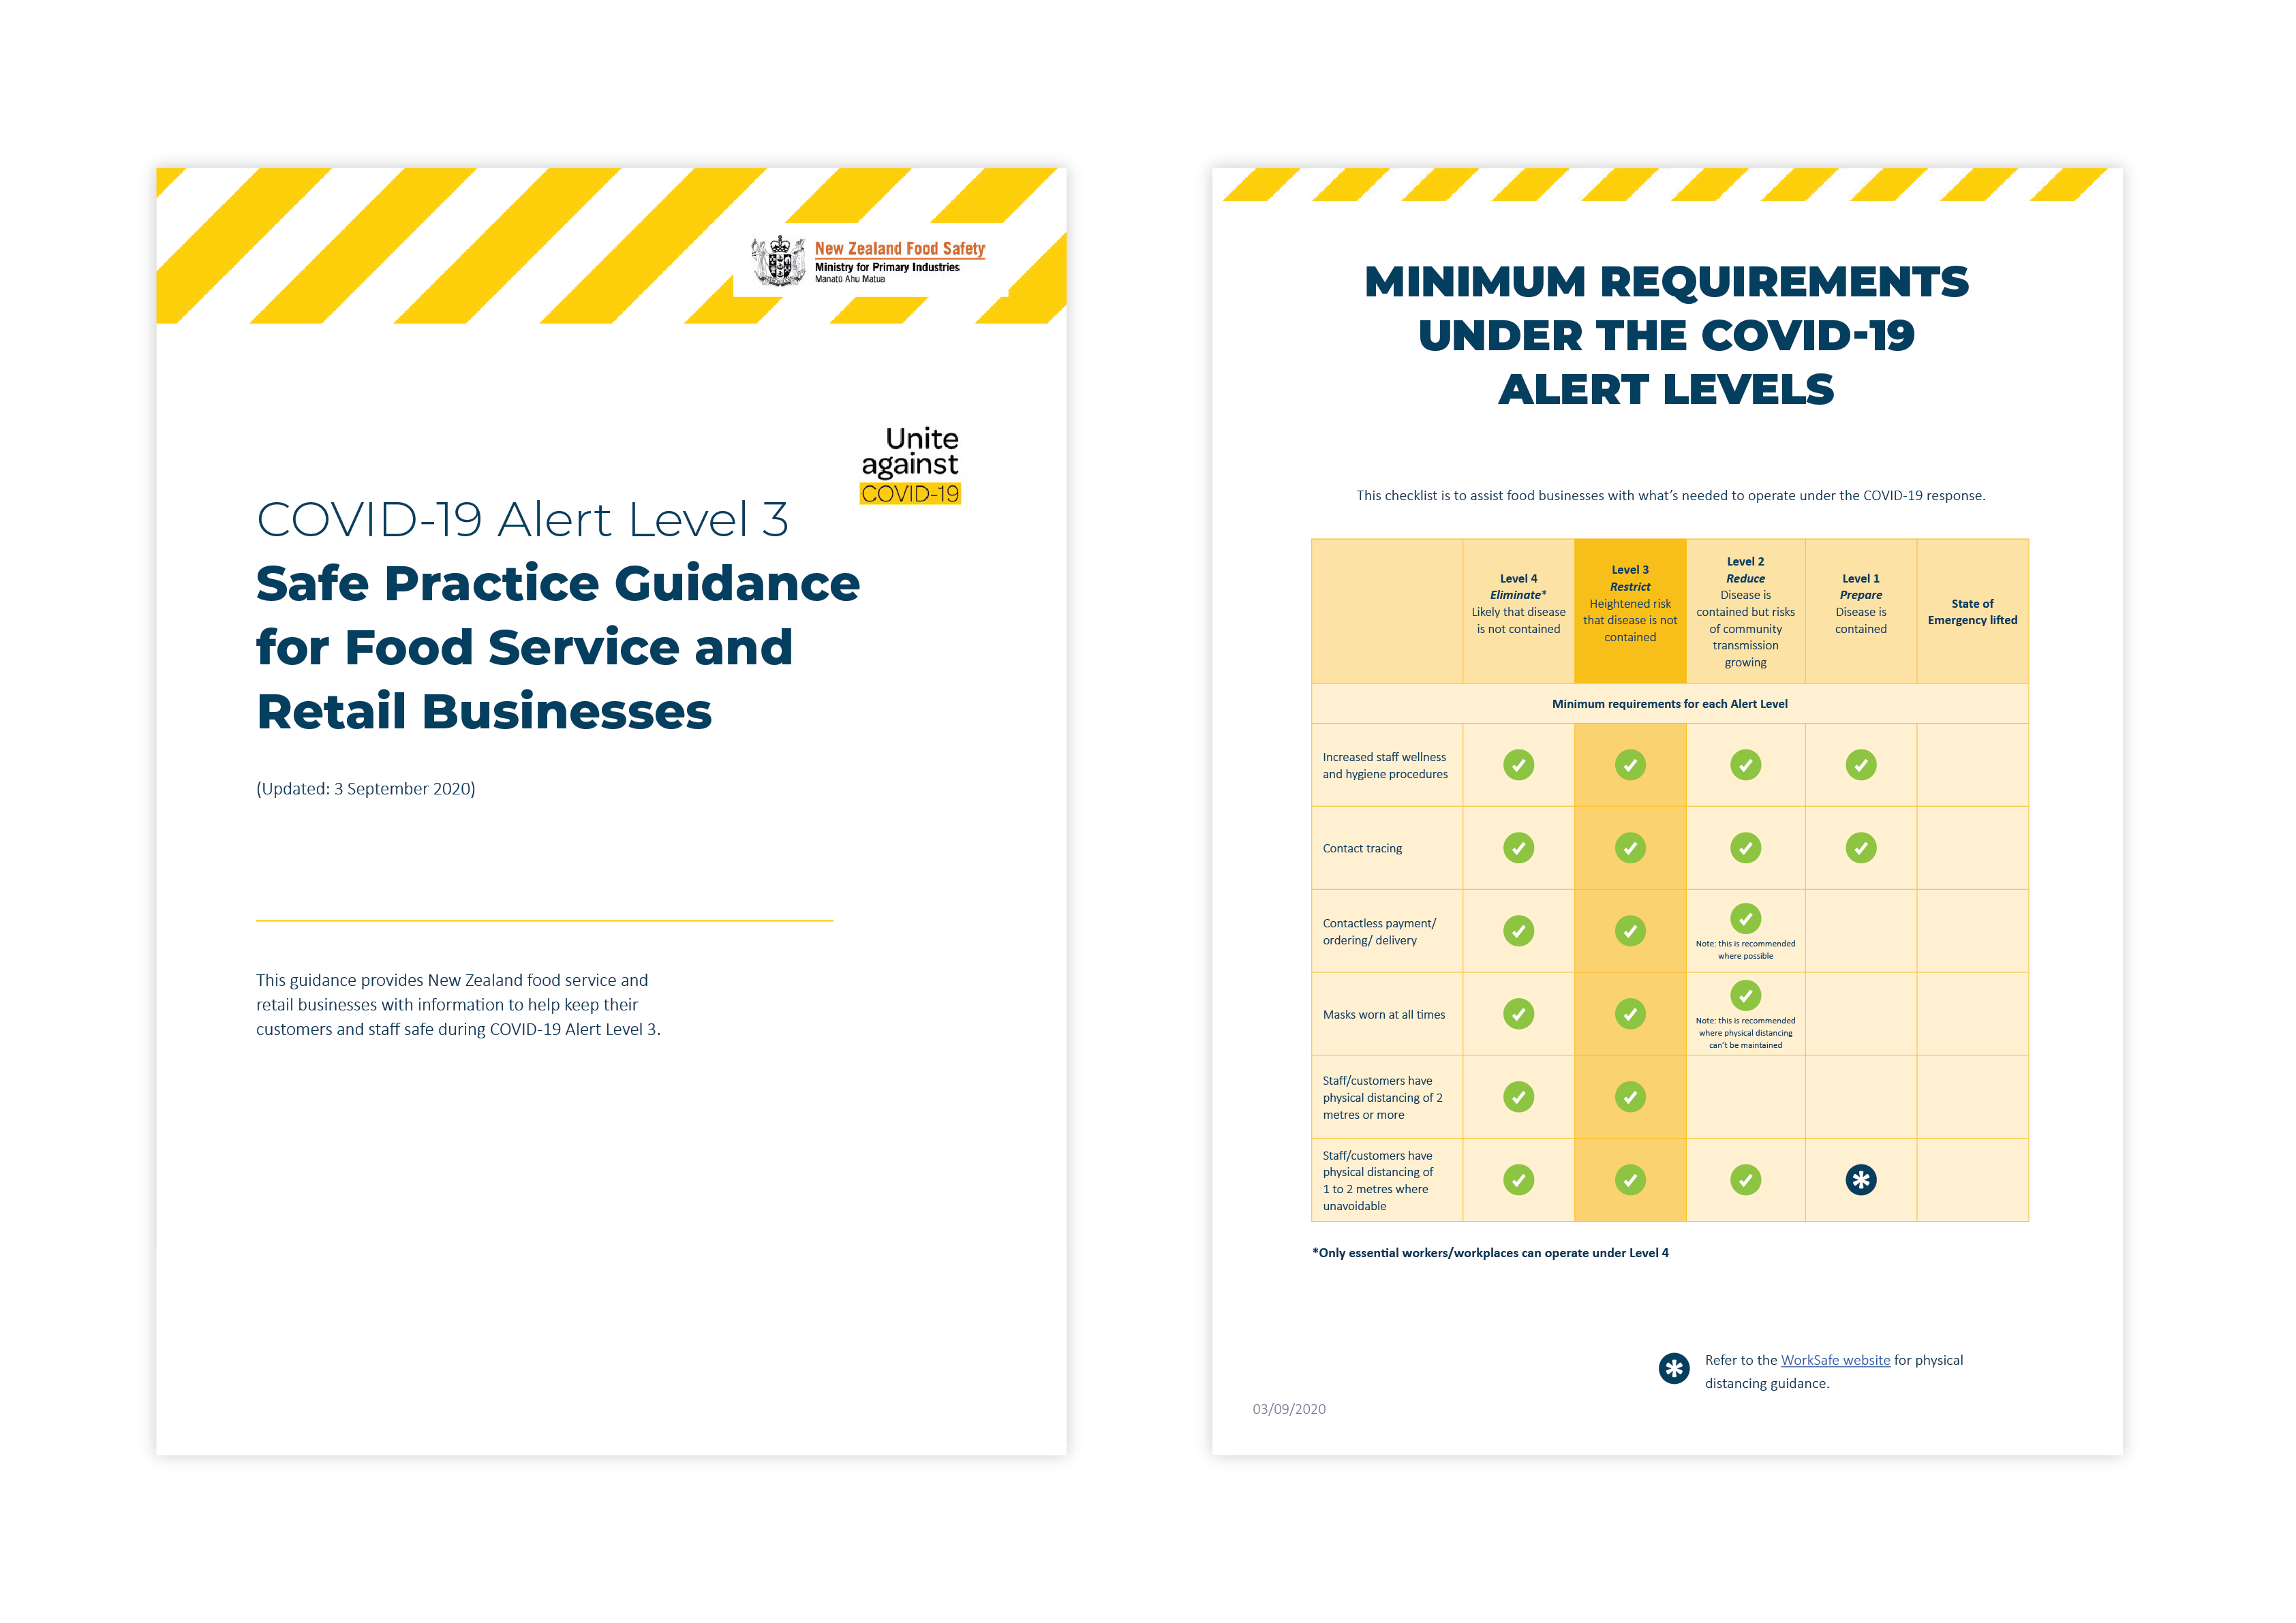 New Zealand Food Safety
Ministry for Primary Industries
Manatū Ahu Matua
Unite
against
COVID-19
COVID-19 Alert Level 3
Safe Practice Guidance
for Food Service and
Retail Businesses
(Updated: 3 September 2020)
This guidance provides New Zealand food service and
retail businesses with information to help keep their
customers and staff safe during COVID-19 Alert Level 3.
MINIMUM REQUIREMENTS
UNDER THE COVID-19
ALERT LEVELS
This checklist is to assist food businesses with what's needed to operate under the COVID-19 response.
Level 4
Eliminate*
Likely that disease
is not contained
Level 3
Restrict
Heightened risk
that disease is not
contained
Level 2
Reduce
Disease is
contained but risks
of community
transmission
growing
Level 1
Prepare
Disease is
contained
State of
Emergency lifted
Minimum requirements for each Alert Level
Increased staff wellness
and hygiene procedures
Contact tracing
Contactless payment/
ordering/ delivery
Note: this is recommended
where possible
Masks worn at all times
Note: this is recommended
where physical distancing
can't be maintained
Staff/customers have
physical distancing of 2
metres or more
Staff/customers have
physical distancing of
1 to 2 metres where
unavoidable
*Only essential workers/workplaces can operate under Level 4
Refer to the WorkSafe website for physical
distancing guidance.
03/09/2020